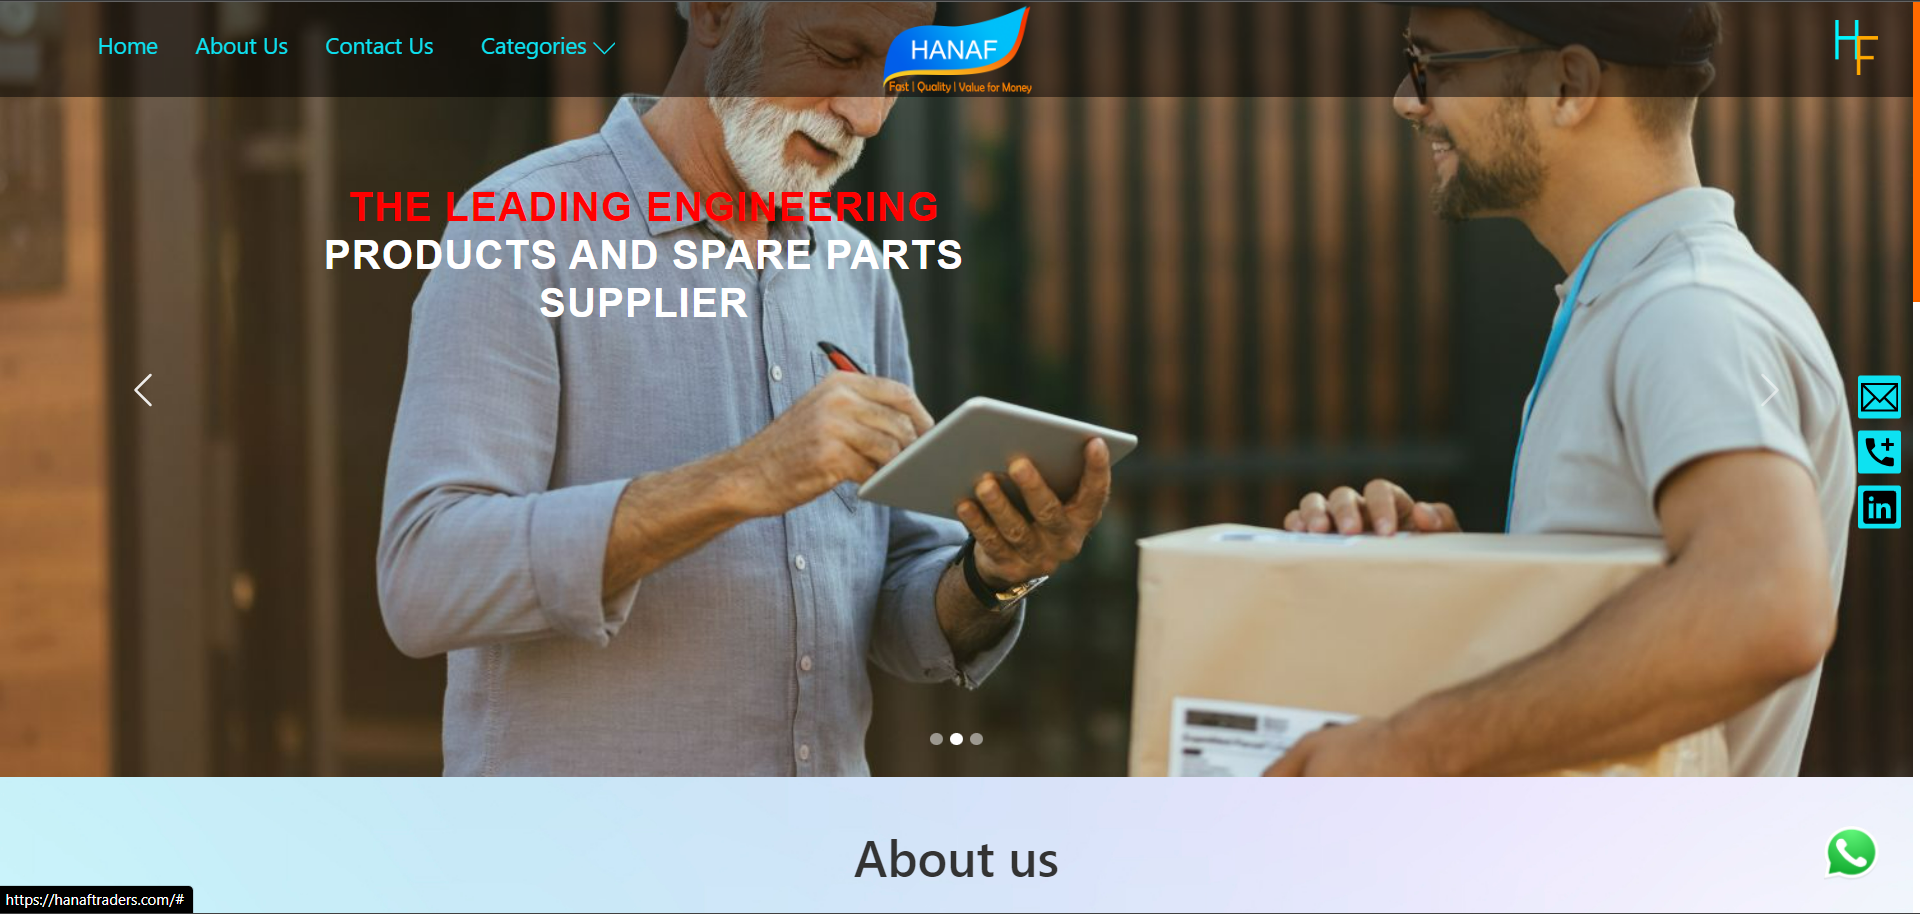 Home
About Us
Contact Us
Categories
HANAF
Fast | Quality | Value for Money
HF
THE LEADING ENGINEERING
PRODUCTS AND SPARE PARTS
SUPPLIER
in
About us
https://hanaftraders.com/#